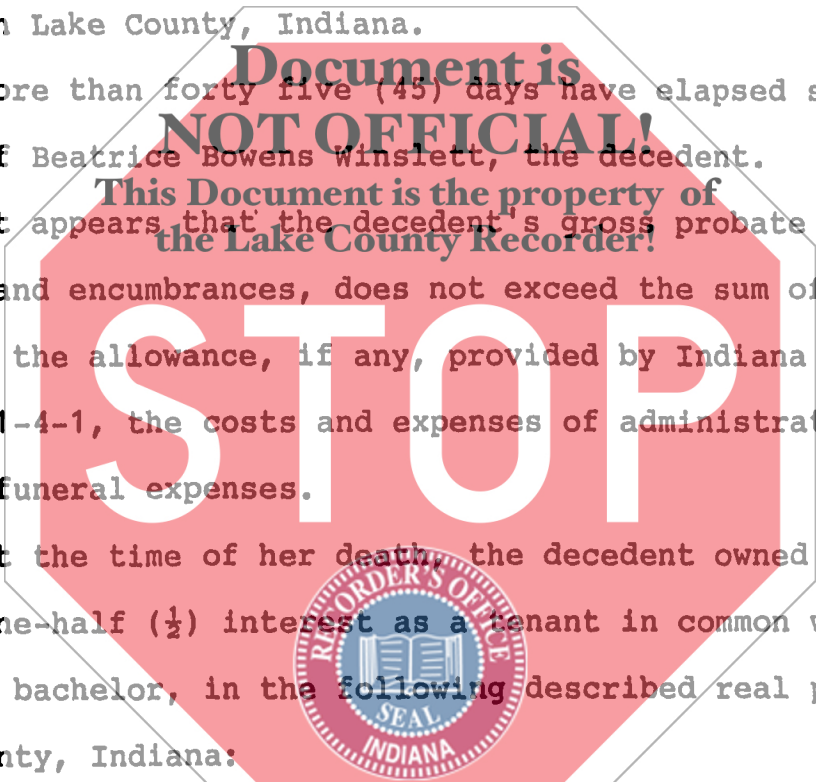 Lake County, Indiana.
Document is
ore than forty five (45) days have elapsed s
NOT OFFICIAL!
f Beatrice Bowens Winslett, the decedent.
This Document is the property of
t appears that the decedent's gross probate
the Lake County Recorder!
and encumbrances, does not exceed the sum of
STOP
the allowance, if any, provided by Indiana
1-4-1, the costs and expenses of administrat
funeral expenses.
t the time of her death, the decedent owned
ne-half (½) interest as a tenant in common
bachelor, in the following described real p
nty, Indiana:
RECORDER'S OFFICE
SEAL
INDIANA